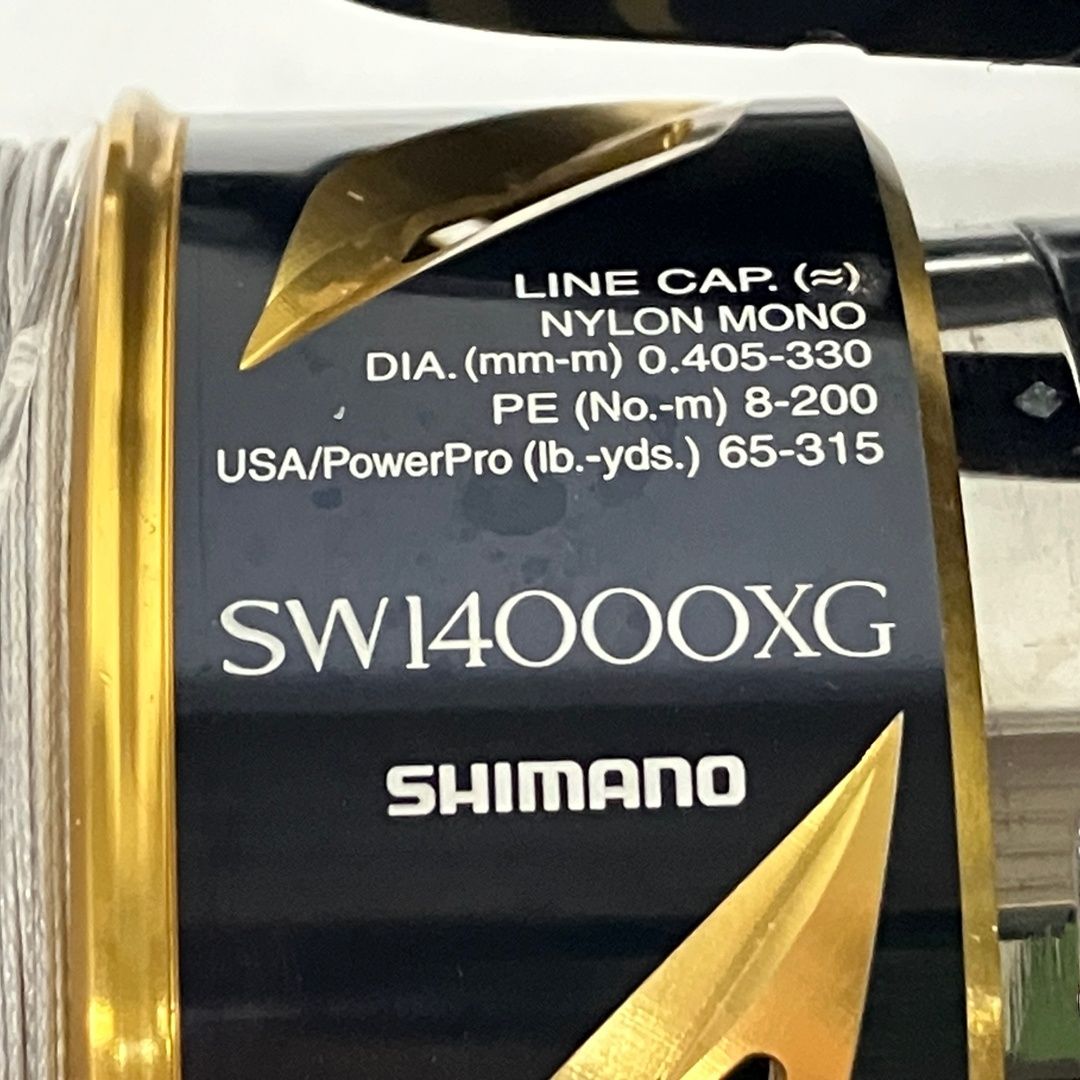 LINE CAP. (≈)
NYLON MONO
DIA. (mm-m) 0.405-330
PE (No.-m) 8-200
USA/PowerPro (lb.-yds.) 65-315
SW14000XG
SHIMANO